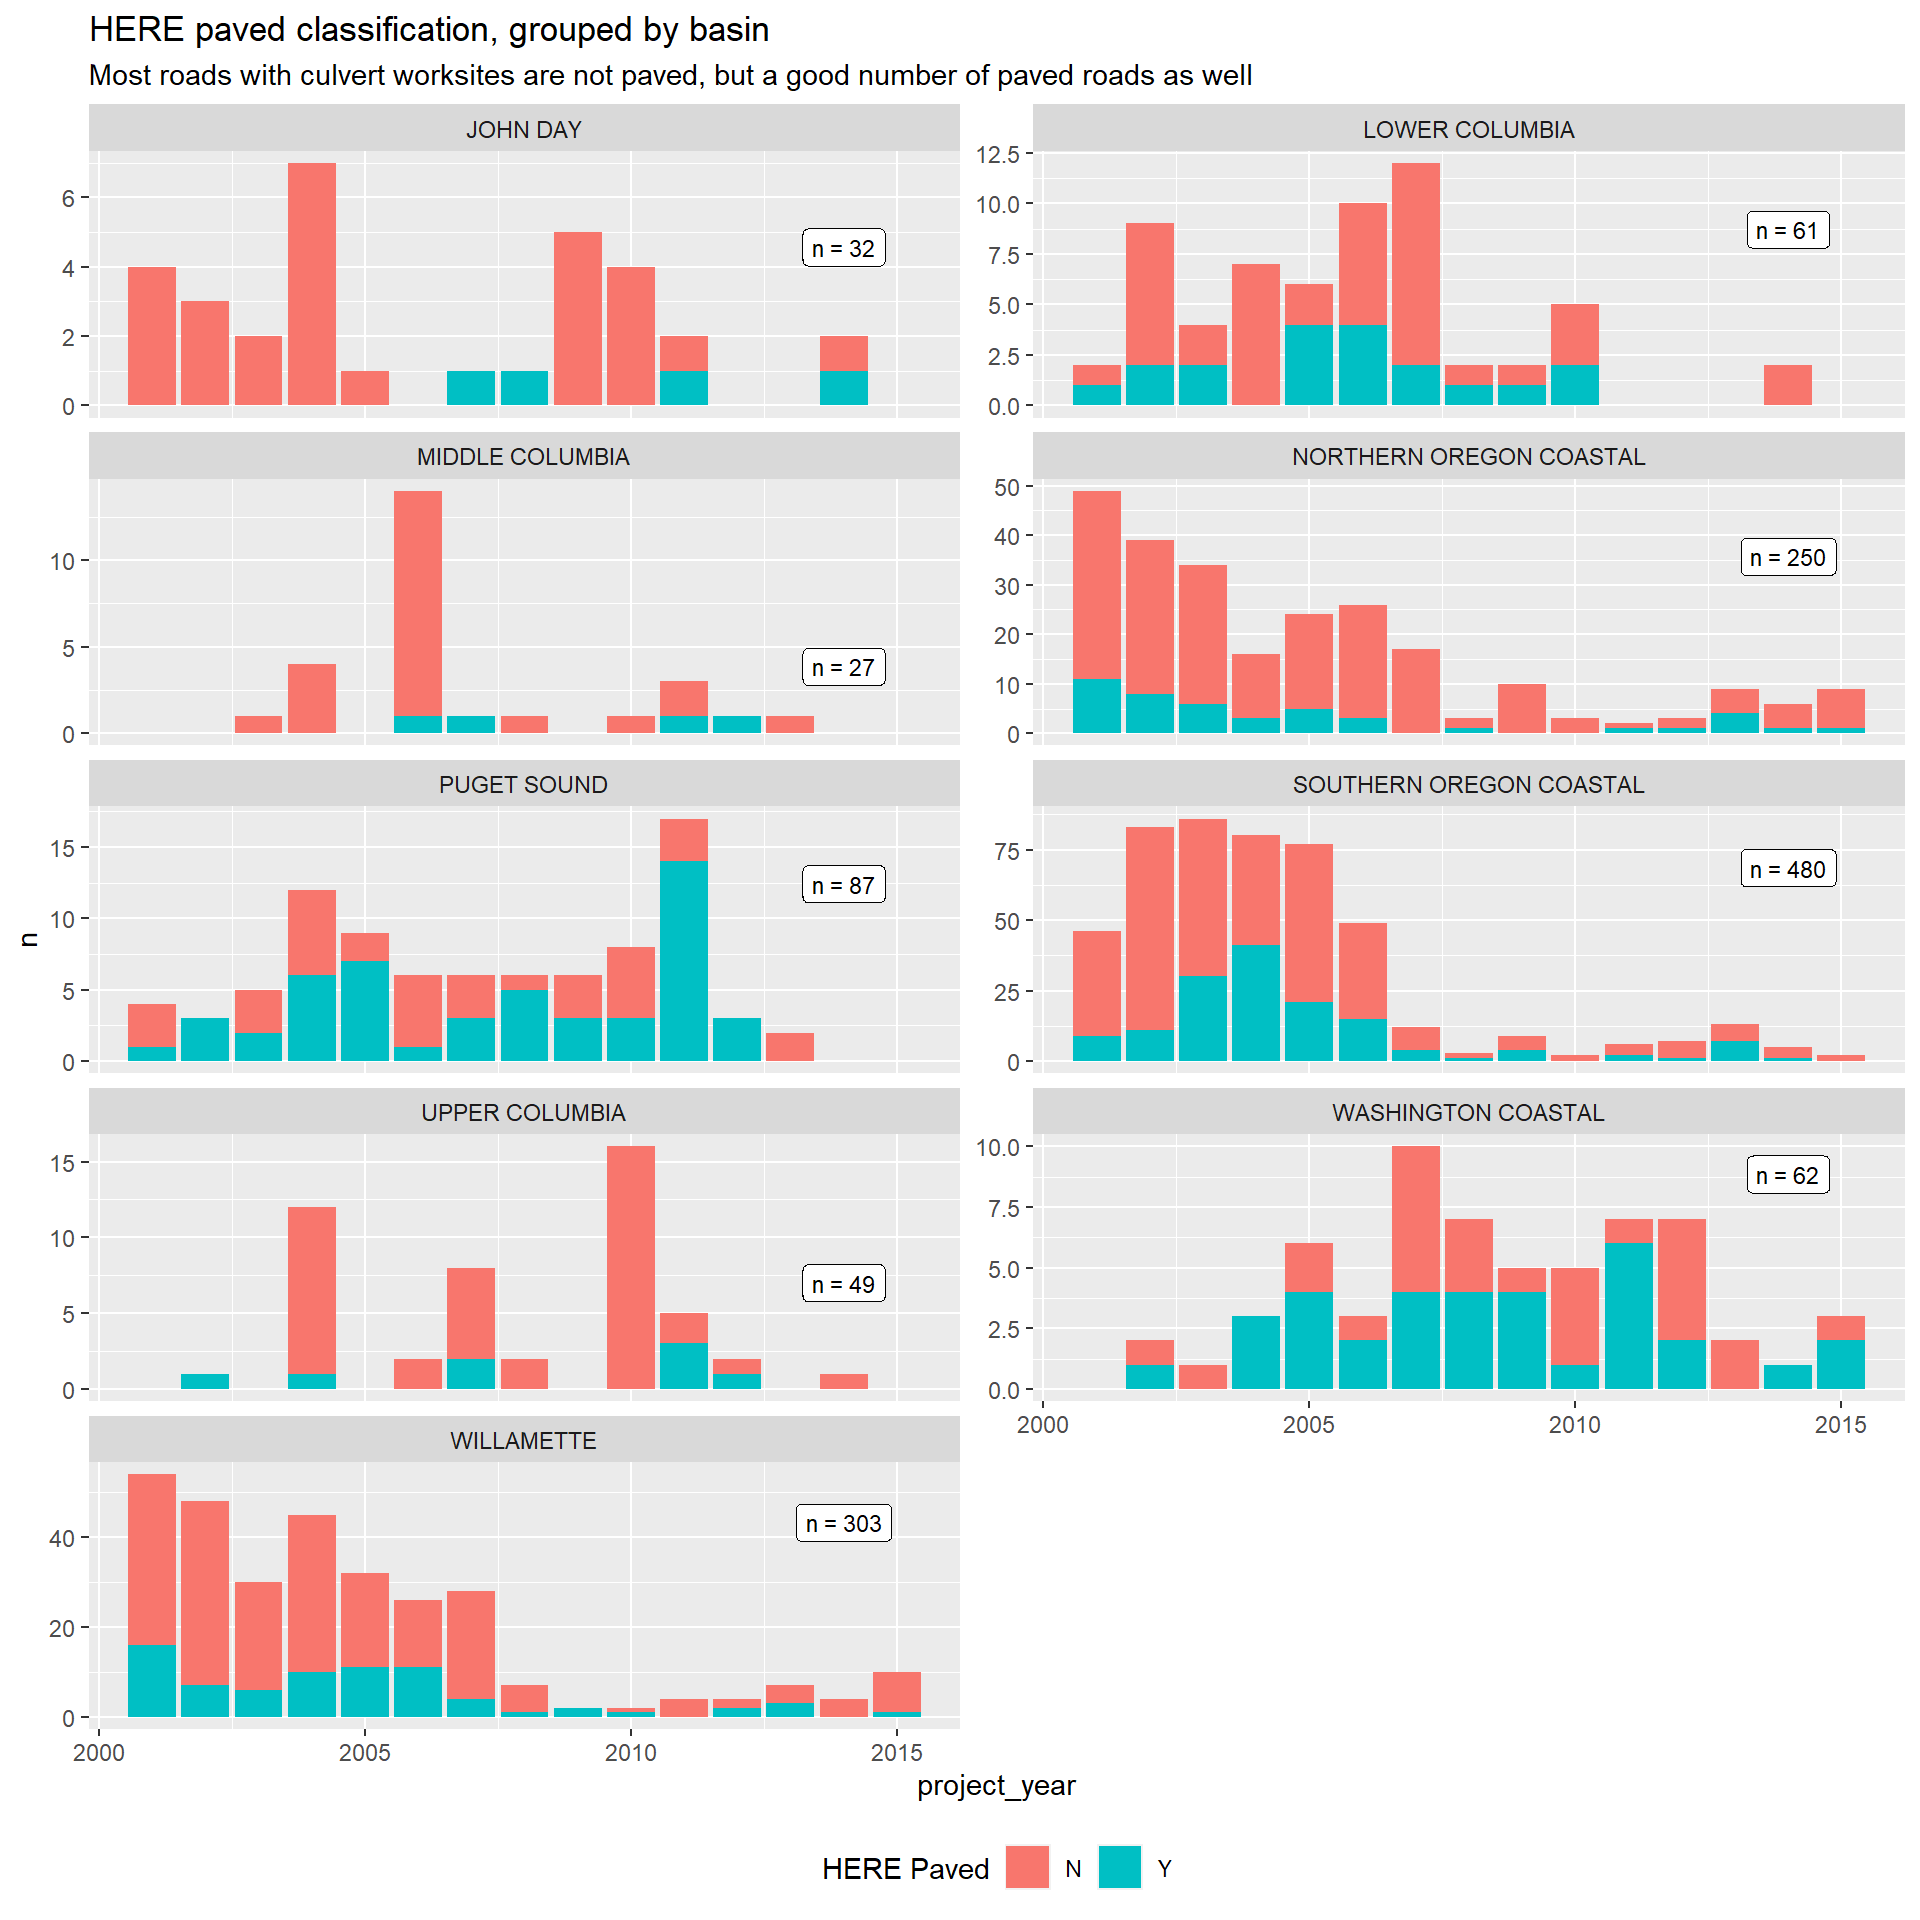 HERE paved classification, grouped by basin
Most roads with culvert worksites are not paved, but a good number of paved roads as well
JOHN DAY
6
4
2
0
n = 32
LOWER COLUMBIA
12.5
10.0
7.5
5.0
2.5
0.0
n = 61
MIDDLE COLUMBIA
10
5
0
n = 27
NORTHERN OREGON COASTAL
50
40
30
20
10
0
n = 250
PUGET SOUND
15
10
5
0
n = 87
SOUTHERN OREGON COASTAL
75
50
25
0
n = 480
UPPER COLUMBIA
15
10
5
0
n = 49
WASHINGTON COASTAL
10.0
7.5
5.0
2.5
0.0
n = 62
2000 2005 2010 2015
WILLAMETTE
40
20
0
n = 303
2000 2005 2010 2015
n
project_year
HERE Paved N Y